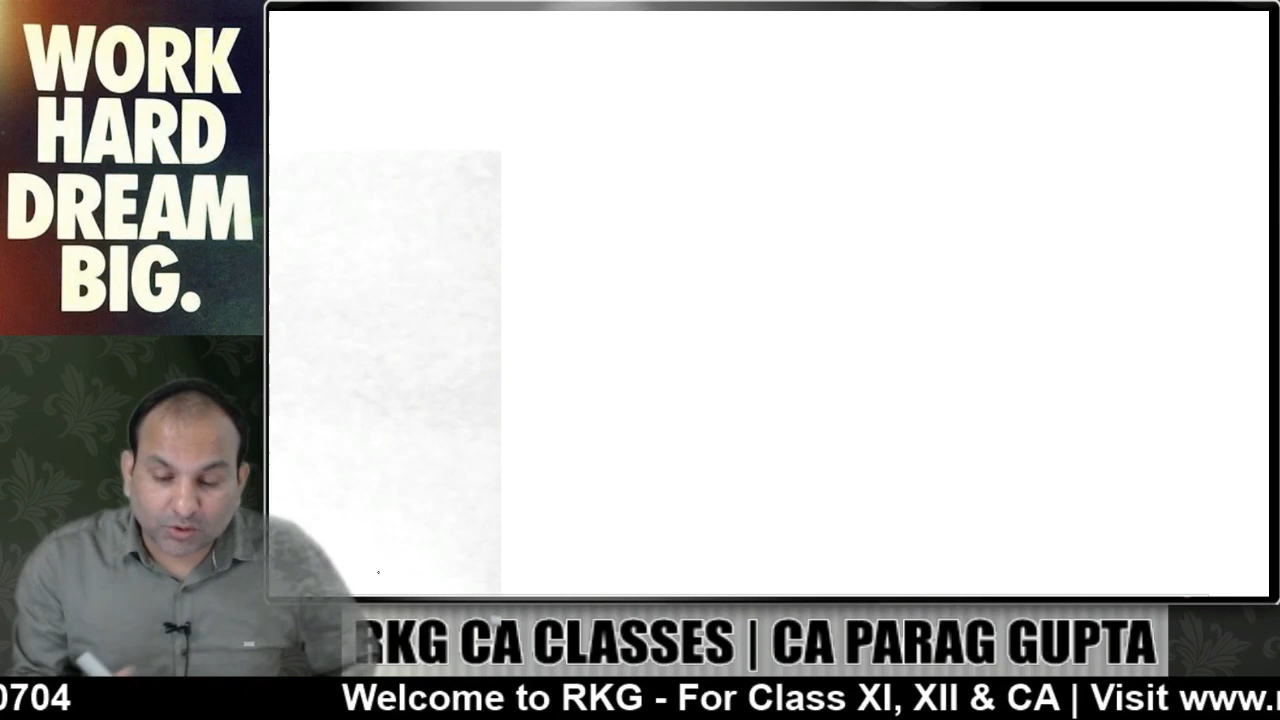 WORK
HARD
DREAM
BIG.
RKG CA CLASSES | CA PARAG GUPTA
0704 Welcome to RKG - For Class XI, XII & CA | Visit www.